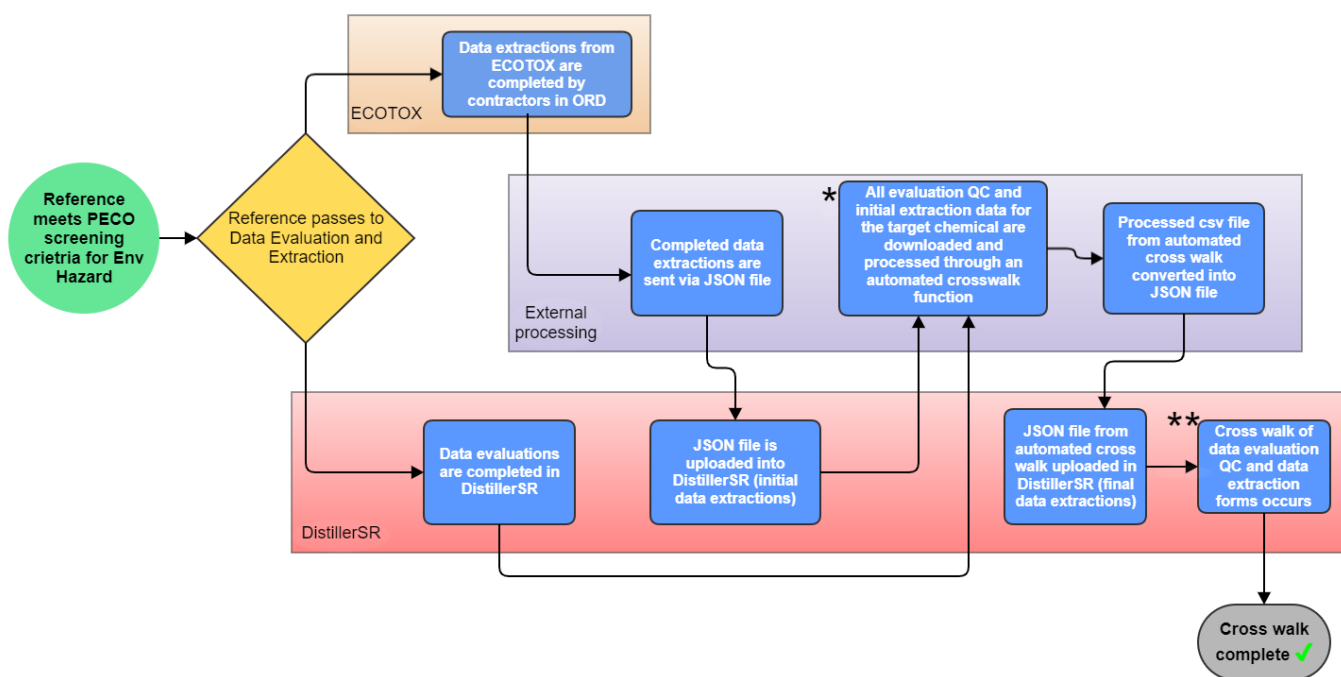 Reference
meets PECO
screening
crietria for Env
Hazard
Reference passes to
Data Evaluation and
Extraction
Data extractions from
ECOTOX are
completed by
contractors in ORD
ECOTOX
Completed data
extractions are
sent via JSON file
External
processing
*
All evaluation QC and
initial extraction data for
the target chemical are
downloaded and
processed through an
automated crosswalk
function
Processed csv file
from automated
cross walk
converted into
JSON file
Data evaluations
are completed in
DistillerSR
DistillerSR
JSON file is
uploaded into
DistillerSR (initial
data extractions)
JSON file from
automated cross
walk uploaded in
DistillerSR (final
data extractions)
**
Cross walk of
data evaluation
QC and data
extraction
forms occurs
Cross walk
complete ✓